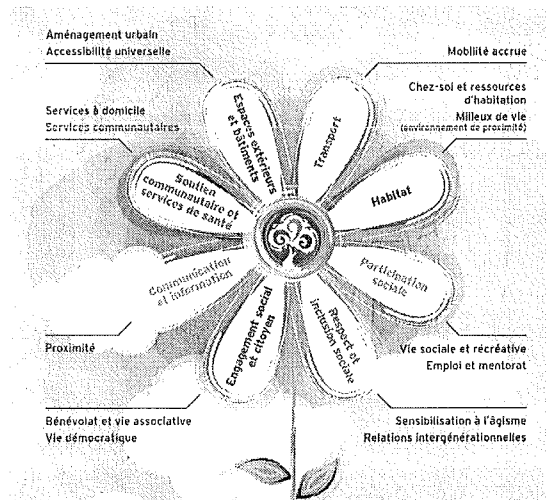 Aménagement urbain
Accessibilité universelle
Mobilité accrue
Chez-soi et ressources
d'habitation
Milieux de vie
(environnement de proximité)
Services à domicile
Services communautaires
Espaces extérieurs
et bâtiments
Transport
Habitat
Soutien
communautaire et
services de santé
Communication
et information
Participation
sociale
Engagement social
et citoyen
Respect et
inclusion sociale
Proximité
Vie sociale et récréative
Emploi et mentorat
Bénévolat et vie associative
Vie démocratique
Sensibilisation à l'âgisme
Relations intergénérationnelles